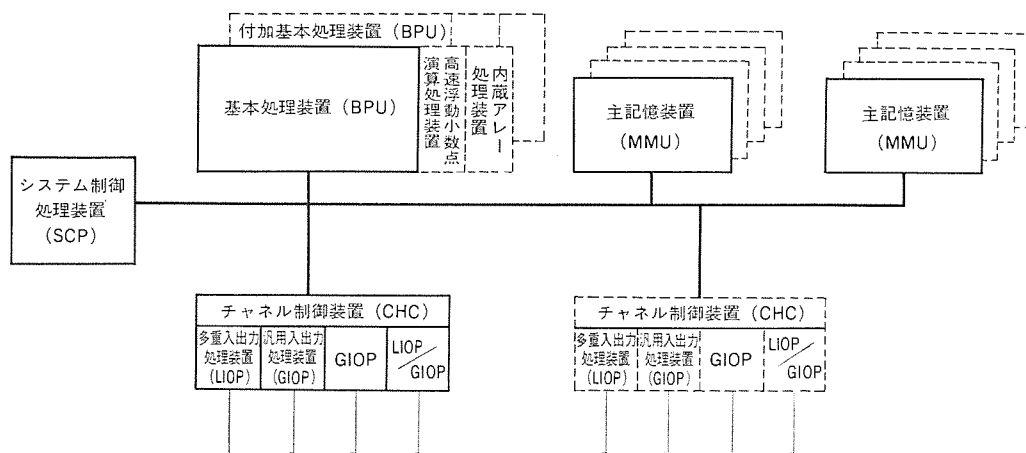 付加基本処理装置(BPU)
基本処理装置(BPU)
高速浮動小数点
演算処理装置
内蔵アレー
処理装置
主記憶装置
(MMU)
主記憶装置
(MMU)
システム制御
処理装置
(SCP)
チャネル制御装置(CHC)
多重入出力
処理装置
(LIOP)
汎用入出力
処理装置
(GIOP)
GIOP
LIOP
GIOP
チャネル制御装置(CHC)
多重入出力
処理装置
(LIOP)
汎用入出力
処理装置
(GIOP)
GIOP
LIOP
GIOP